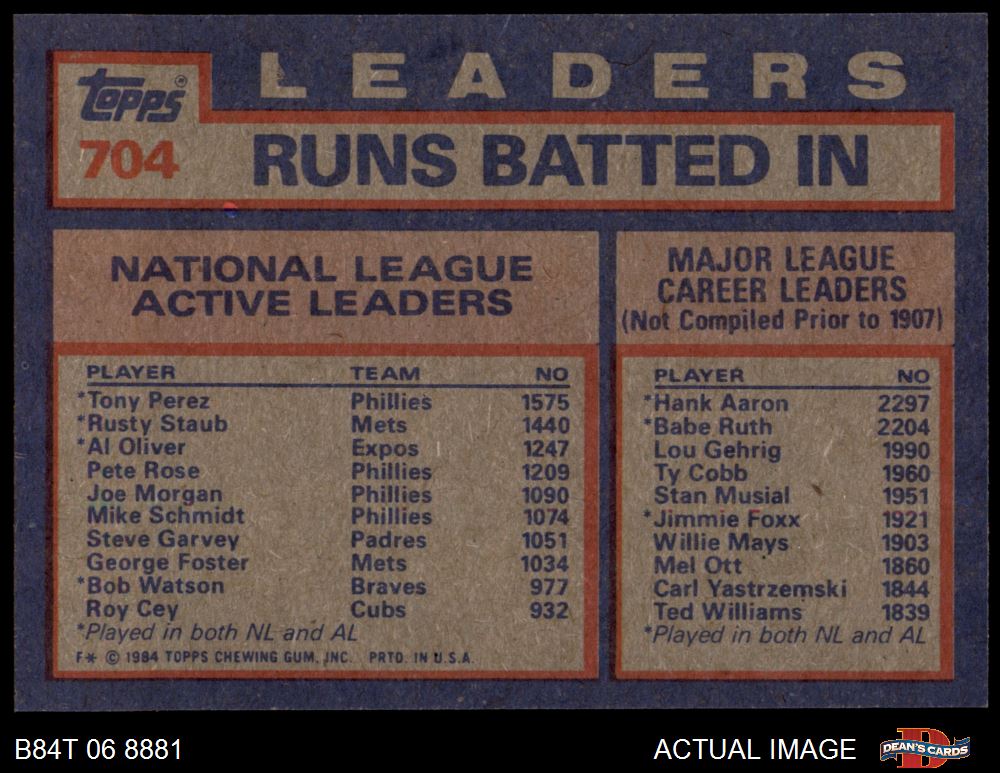 topps®
LEADERS
704
RUNS BATTED IN
NATIONAL LEAGUE
ACTIVE LEADERS
PLAYER TEAM NO
*Tony Perez Phillies 1575
*Rusty Staub Mets 1440
*Al Oliver Expos 1247
Pete Rose Phillies 1209
Joe Morgan Phillies 1090
Mike Schmidt Phillies 1074
Steve Garvey Padres 1051
George Foster Mets 1034
*Bob Watson Braves 977
Roy Cey Cubs 932
*Played in both NL and AL
F* © 1984 TOPPS CHEWING GUM, INC. PRTD. IN U.S.A.
MAJOR LEAGUE
CAREER LEADERS
(Not Compiled Prior to 1907)
PLAYER NO
*Hank Aaron 2297
*Babe Ruth 2204
Lou Gehrig 1990
Ty Cobb 1960
Stan Musial 1951
*Jimmie Foxx 1921
Willie Mays 1903
Mel Ott 1860
Carl Yastrzemski 1844
Ted Williams 1839
*Played in both NL and AL
B84T 06 8881
ACTUAL IMAGE
DEAN'S CARDS